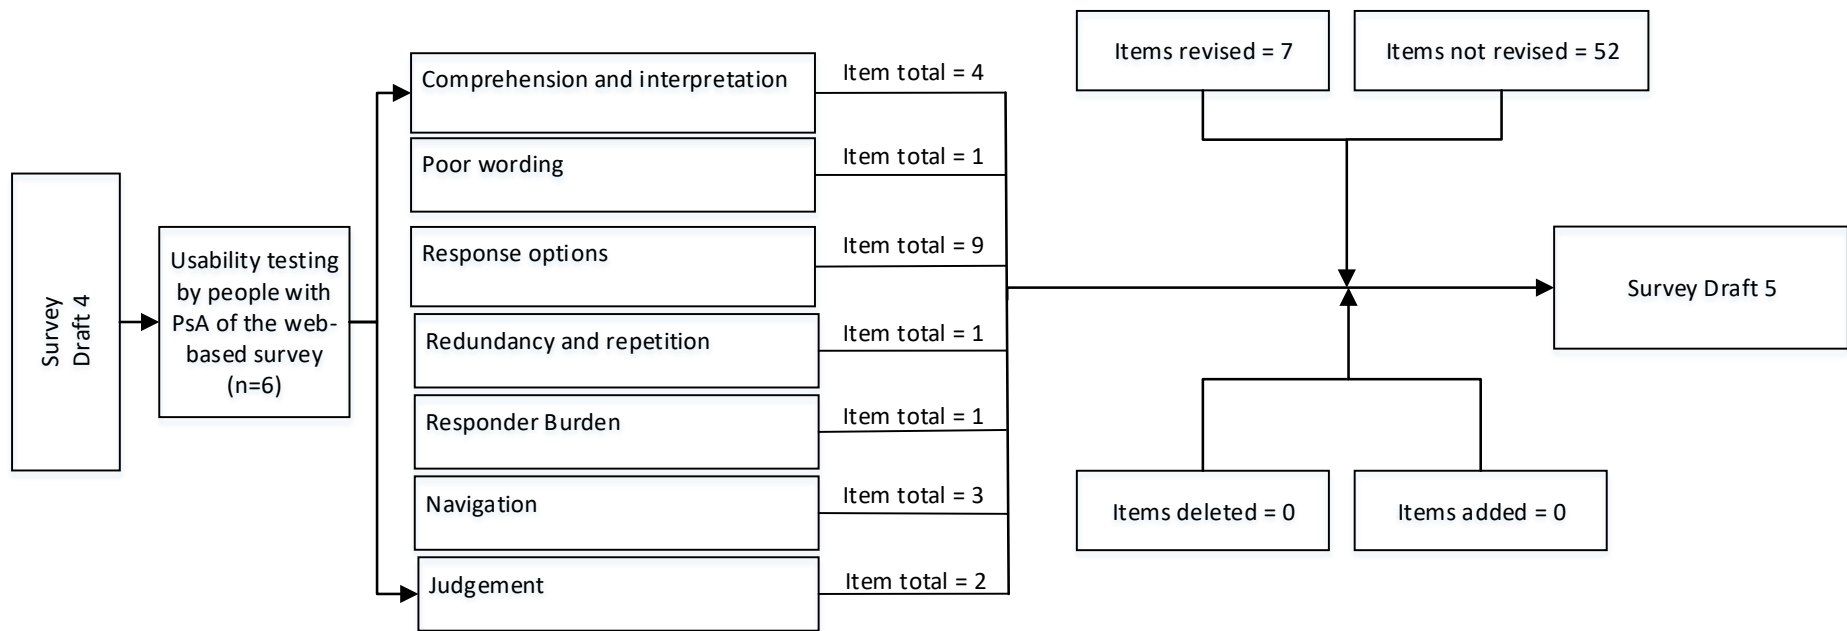 Survey
Draft 4
Usability testing
by people with
PsA of the web-
based survey
(n=6)
Comprehension and interpretation
Item total = 4
Poor wording
Item total = 1
Response options
Item total = 9
Redundancy and repetition
Item total = 1
Responder Burden
Item total = 1
Navigation
Item total = 3
Judgement
Item total = 2
Items revised = 7
Items not revised = 52
Items deleted = 0
Items added = 0
Survey Draft 5